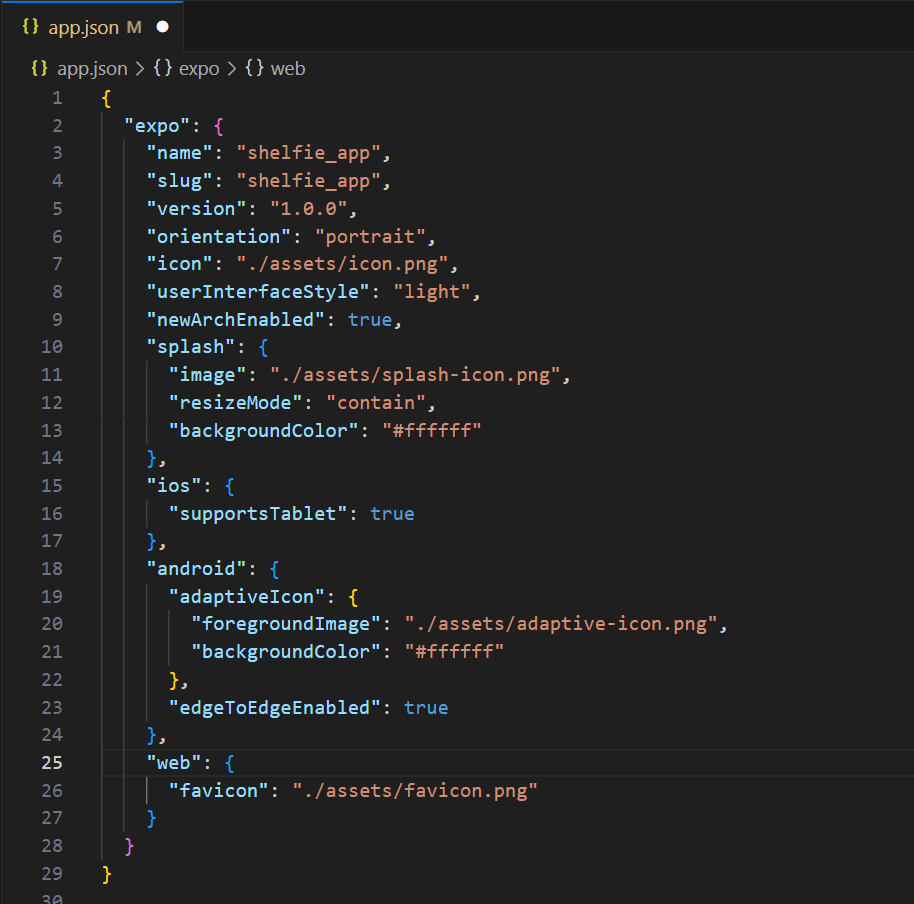 {} app.json M ●
{} app.json > {} expo > {} web
1 {
2   "expo": {
3     "name": "shelfie_app",
4     "slug": "shelfie_app",
5     "version": "1.0.0",
6     "orientation": "portrait",
7     "icon": "./assets/icon.png",
8     "userInterfaceStyle": "light",
9     "newArchEnabled": true,
10     "splash": {
11       "image": "./assets/splash-icon.png",
12       "resizeMode": "contain",
13       "backgroundColor": "#ffffff"
14     },
15     "ios": {
16       "supportsTablet": true
17     },
18     "android": {
19       "adaptiveIcon": {
20         "foregroundImage": "./assets/adaptive-icon.png",
21         "backgroundColor": "#ffffff"
22       },
23       "edgeToEdgeEnabled": true
24     },
25     "web": {
26       "favicon": "./assets/favicon.png"
27     }
28   }
29 }
30